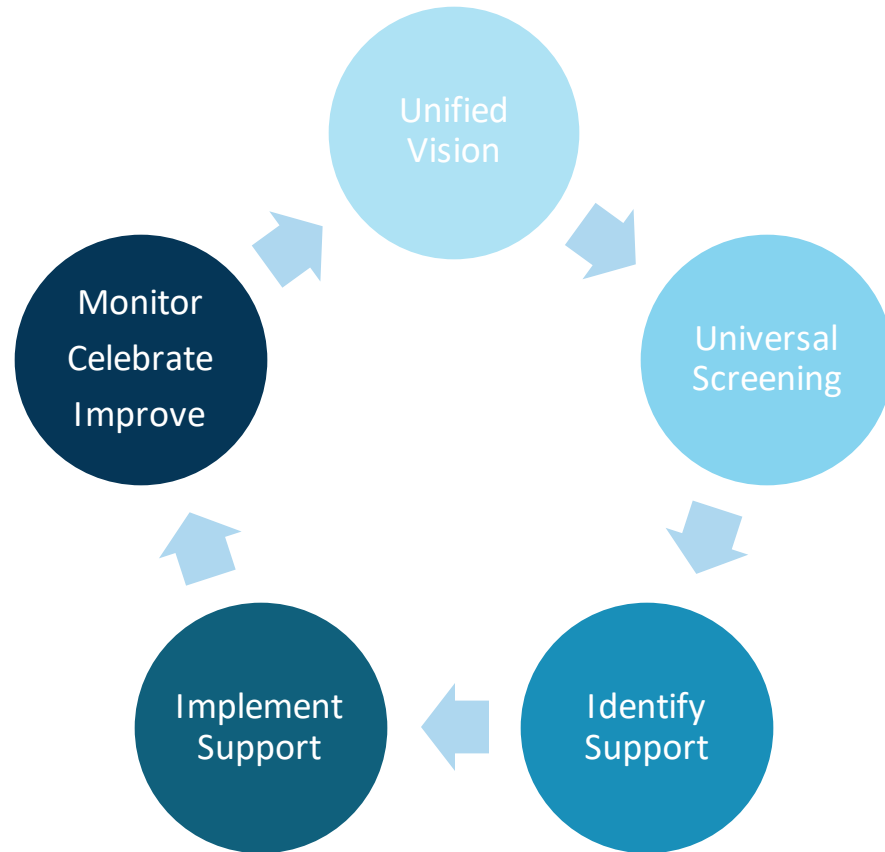 Unified
Vision
Universal
Screening
Identify
Support
Implement
Support
Monitor
Celebrate
Improve